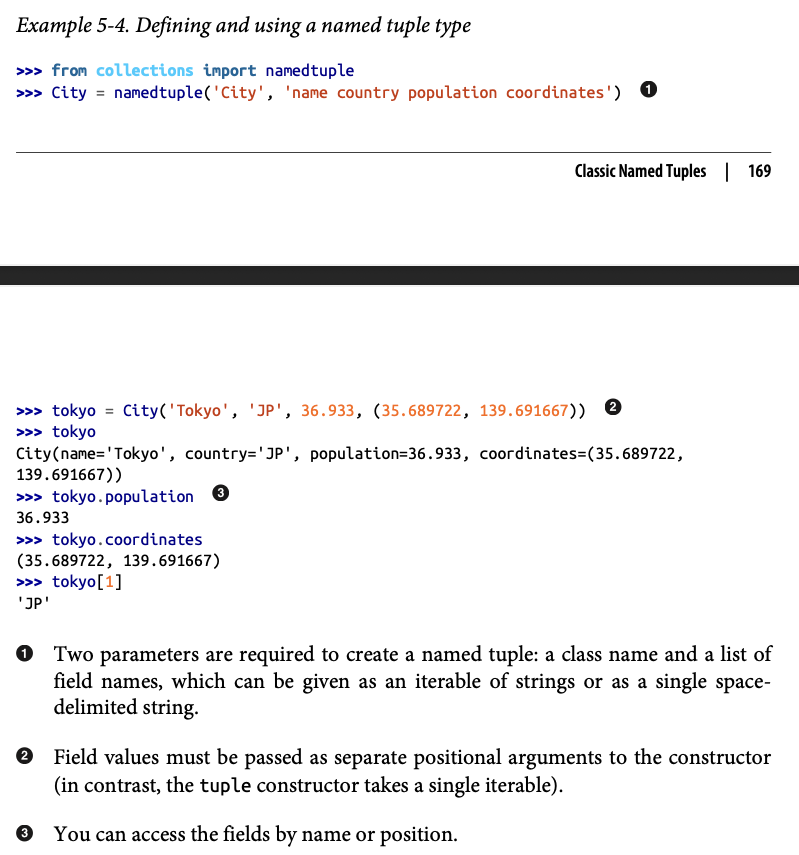 Example 5-4. Defining and using a named tuple type
>>> from collections import namedtuple
>>> City = namedtuple('City', 'name country population coordinates') ❶
Classic Named Tuples | 169
>>> tokyo = City('Tokyo', 'JP', 36.933, (35.689722, 139.691667)) ❷
>>> tokyo
City(name='Tokyo', country='JP', population=36.933, coordinates=(35.689722,
139.691667))
>>> tokyo.population ❸
36.933
>>> tokyo.coordinates
(35.689722, 139.691667)
>>> tokyo[1]
'JP'
❶ Two parameters are required to create a named tuple: a class name and a list of
field names, which can be given as an iterable of strings or as a single space-
delimited string.
❷ Field values must be passed as separate positional arguments to the constructor
(in contrast, the tuple constructor takes a single iterable).
❸ You can access the fields by name or position.